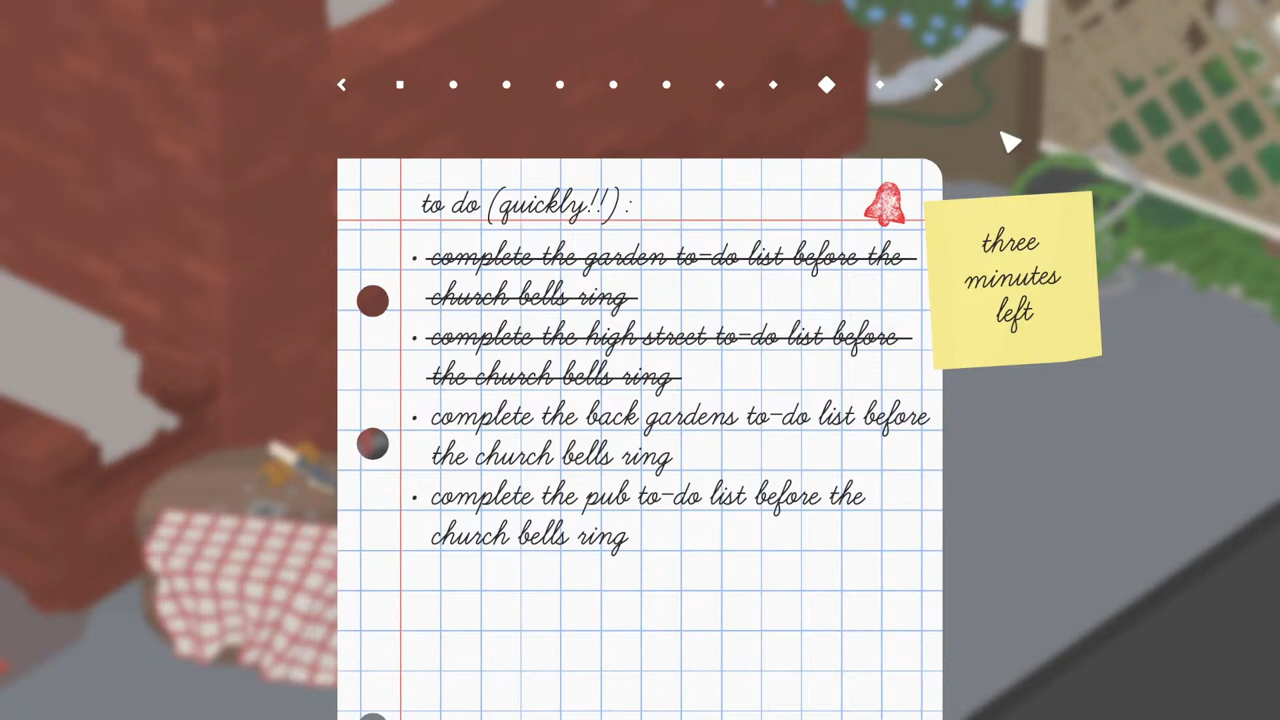 to do (quickly!!) :
• complete the garden to-do list before the
church bells ring
• complete the high street to-do list before
the church bells ring
• complete the back gardens to-do list before
the church bells ring
• complete the pub to-do list before the
church bells ring
three
minutes
left